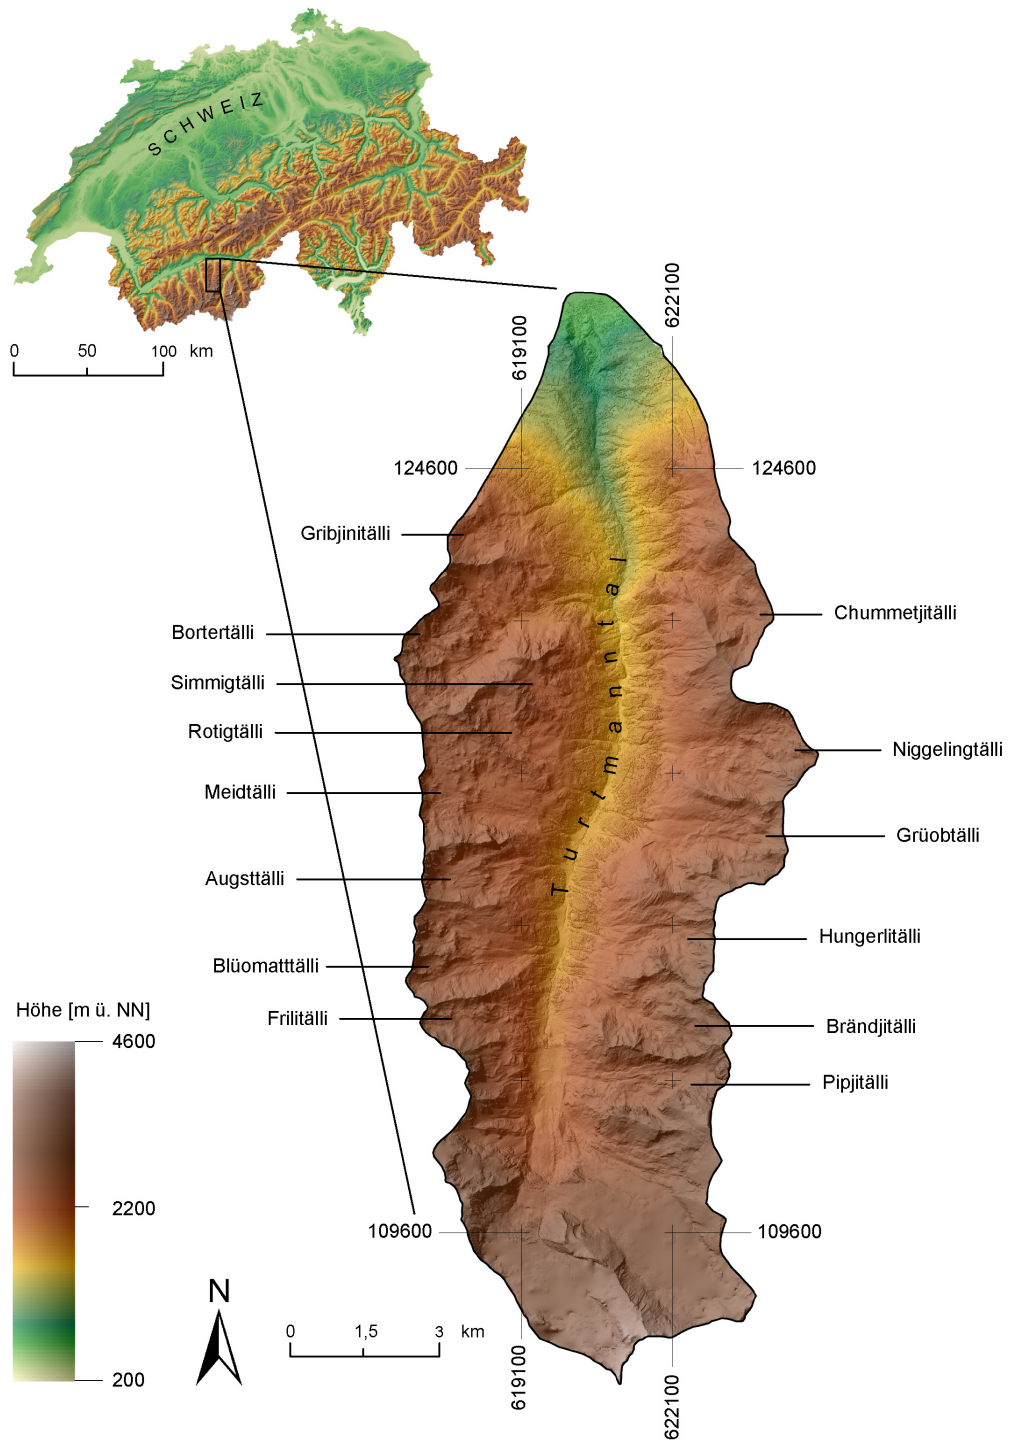 SCHWEIZ
0 50 100 km
619100
622100
124600
124600
Gribjinitälli
Chummetjitälli
Bortertälli
Simmigtälli
Rotigtälli
Niggelingtälli
Meidtälli
Grüobtälli
Augsttälli
Turtmanntal
Hungerlitälli
Blüomatttälli
Frilitälli
Brändjitälli
Pipjitälli
Höhe [m ü. NN]
4600
2200
200
109600
109600
N
0 1,5 3 km
619100
622100